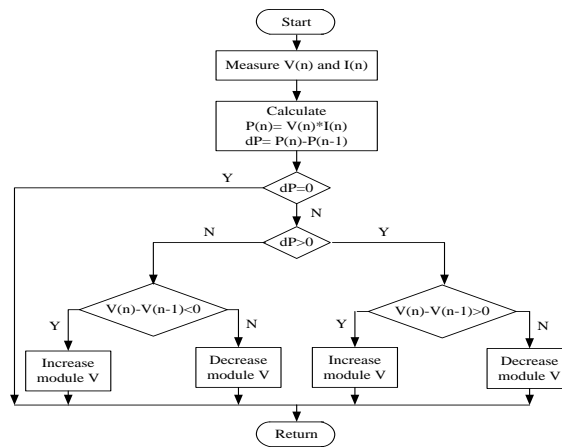 Start
Measure V(n) and I(n)
Calculate
P(n)= V(n)*I(n)
dP= P(n)-P(n-1)
Y
dP=0
N
N
dP>0
Y
V(n)-V(n-1)<0
V(n)-V(n-1)>0
Y
N
Y
N
Increase
module V
Decrease
module V
Increase
module V
Decrease
module V
Return